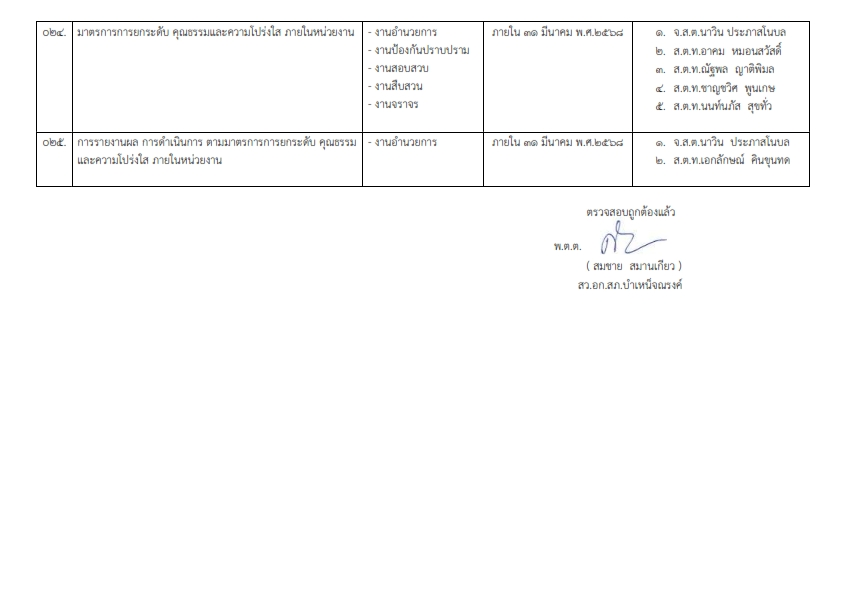 ๐๒๔. มาตรการการยกระดับ คุณธรรมและความโปร่งใส ภายในหน่วยงาน - งานอำนวยการ ภายใน ๓๑ มีนาคม พ.ศ.๒๕๖๘ ๑. จ.ส.ต.นาวิน ประภาสโนบล
- งานป้องกันปราบปราม ๒. ส.ต.ท.อาคม หมอนสวัสดิ์
- งานสอบสวบ ๓. ส.ต.ท.ณัฐพล ญาติพิมล
- งานสืบสวน ๔. ส.ต.ท.ชาญชวิศ พูนเกษ
- งานจราจร ๕. ส.ต.ท.นนท์นภัส สุขทั่ว
๐๒๕. การรายงานผล การดำเนินการ ตามมาตรการการยกระดับ คุณธรรม - งานอำนวยการ ภายใน ๓๑ มีนาคม พ.ศ.๒๕๖๘ ๑. จ.ส.ต.นาวิน ประภาสโนบล
และความโปร่งใส ภายในหน่วยงาน ๒. ส.ต.ท.เอกลักษณ์ คินขุนทด
ตรวจสอบถูกต้องแล้ว
พ.ต.ต.
( สมชาย สมานเกียว )
สว.อก.สภ.บำเหน็จณรงค์